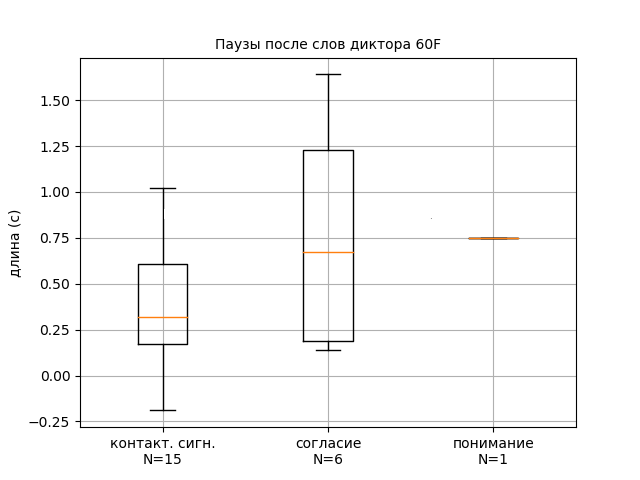 Паузы после слов диктора 60F
длина (с)
1.50
1.25
1.00
0.75
0.50
0.25
0.00
−0.25
контакт. сигн.
N=15
согласие
N=6
понимание
N=1